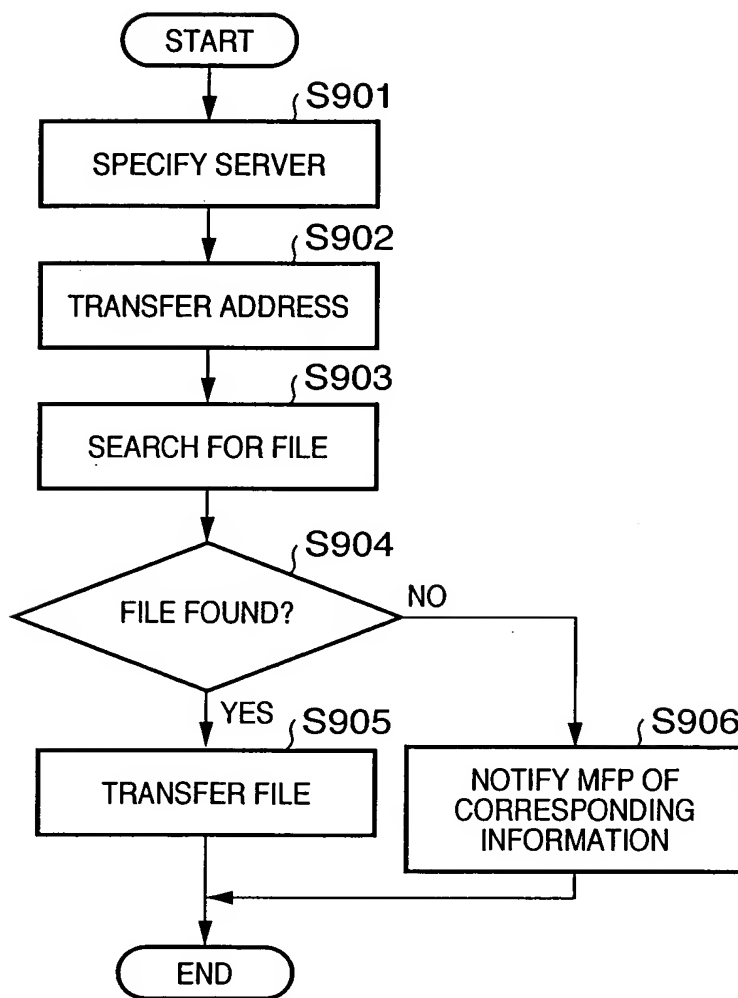 START
S901
SPECIFY SERVER
S902
TRANSFER ADDRESS
S903
SEARCH FOR FILE
S904
FILE FOUND?
NO
YES
S905
TRANSFER FILE
S906
NOTIFY MFP OF
CORRESPONDING
INFORMATION
END